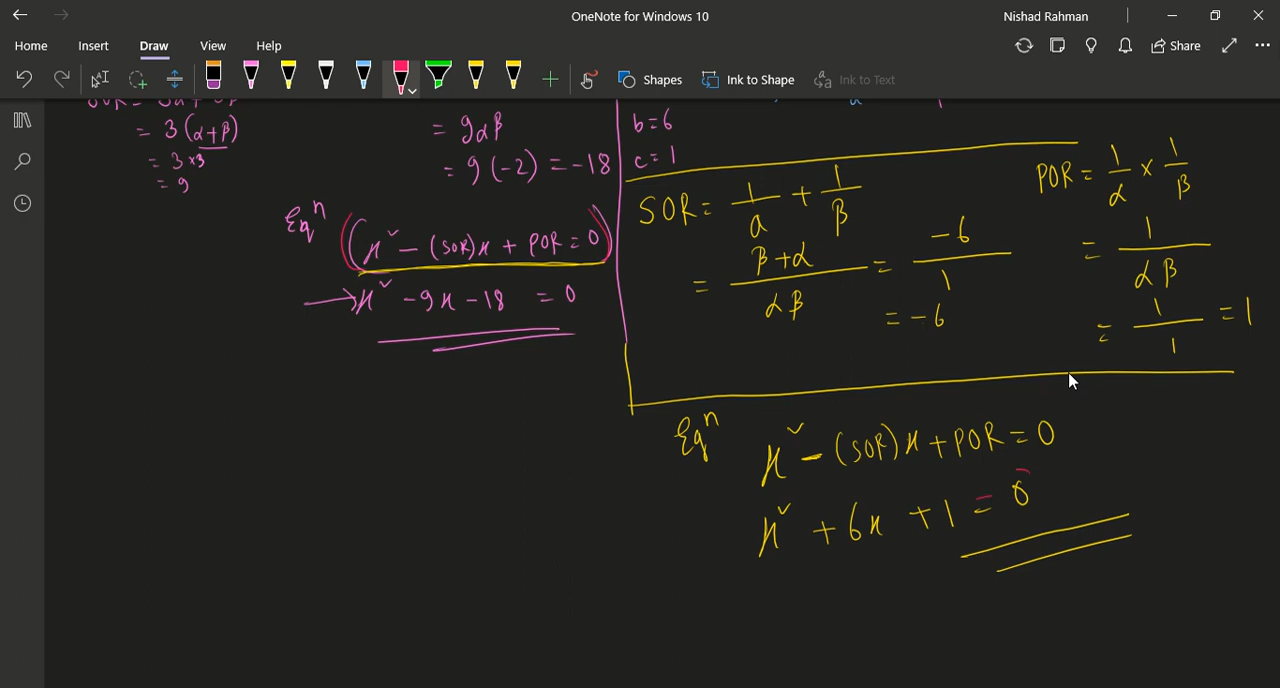 OneNote for Windows 10
Nishad Rahman
Home Insert Draw View Help
Share
Shapes Ink to Shape Ink to Text
= 3(α+β)
= 3×3
= 9
= 9αβ
= 9(-2) = -18
Eqⁿ
(x² - (SOR)x + POR = 0)
→ x² - 9x - 18 = 0
b = 6
c = 1
SOR = 1/α + 1/β
= β+α/αβ = -6/1
= -6
POR = 1/α × 1/β
= 1/αβ
= 1/1 = 1
Eqⁿ
x² - (SOR)x + POR = 0
x² + 6x + 1 = 0